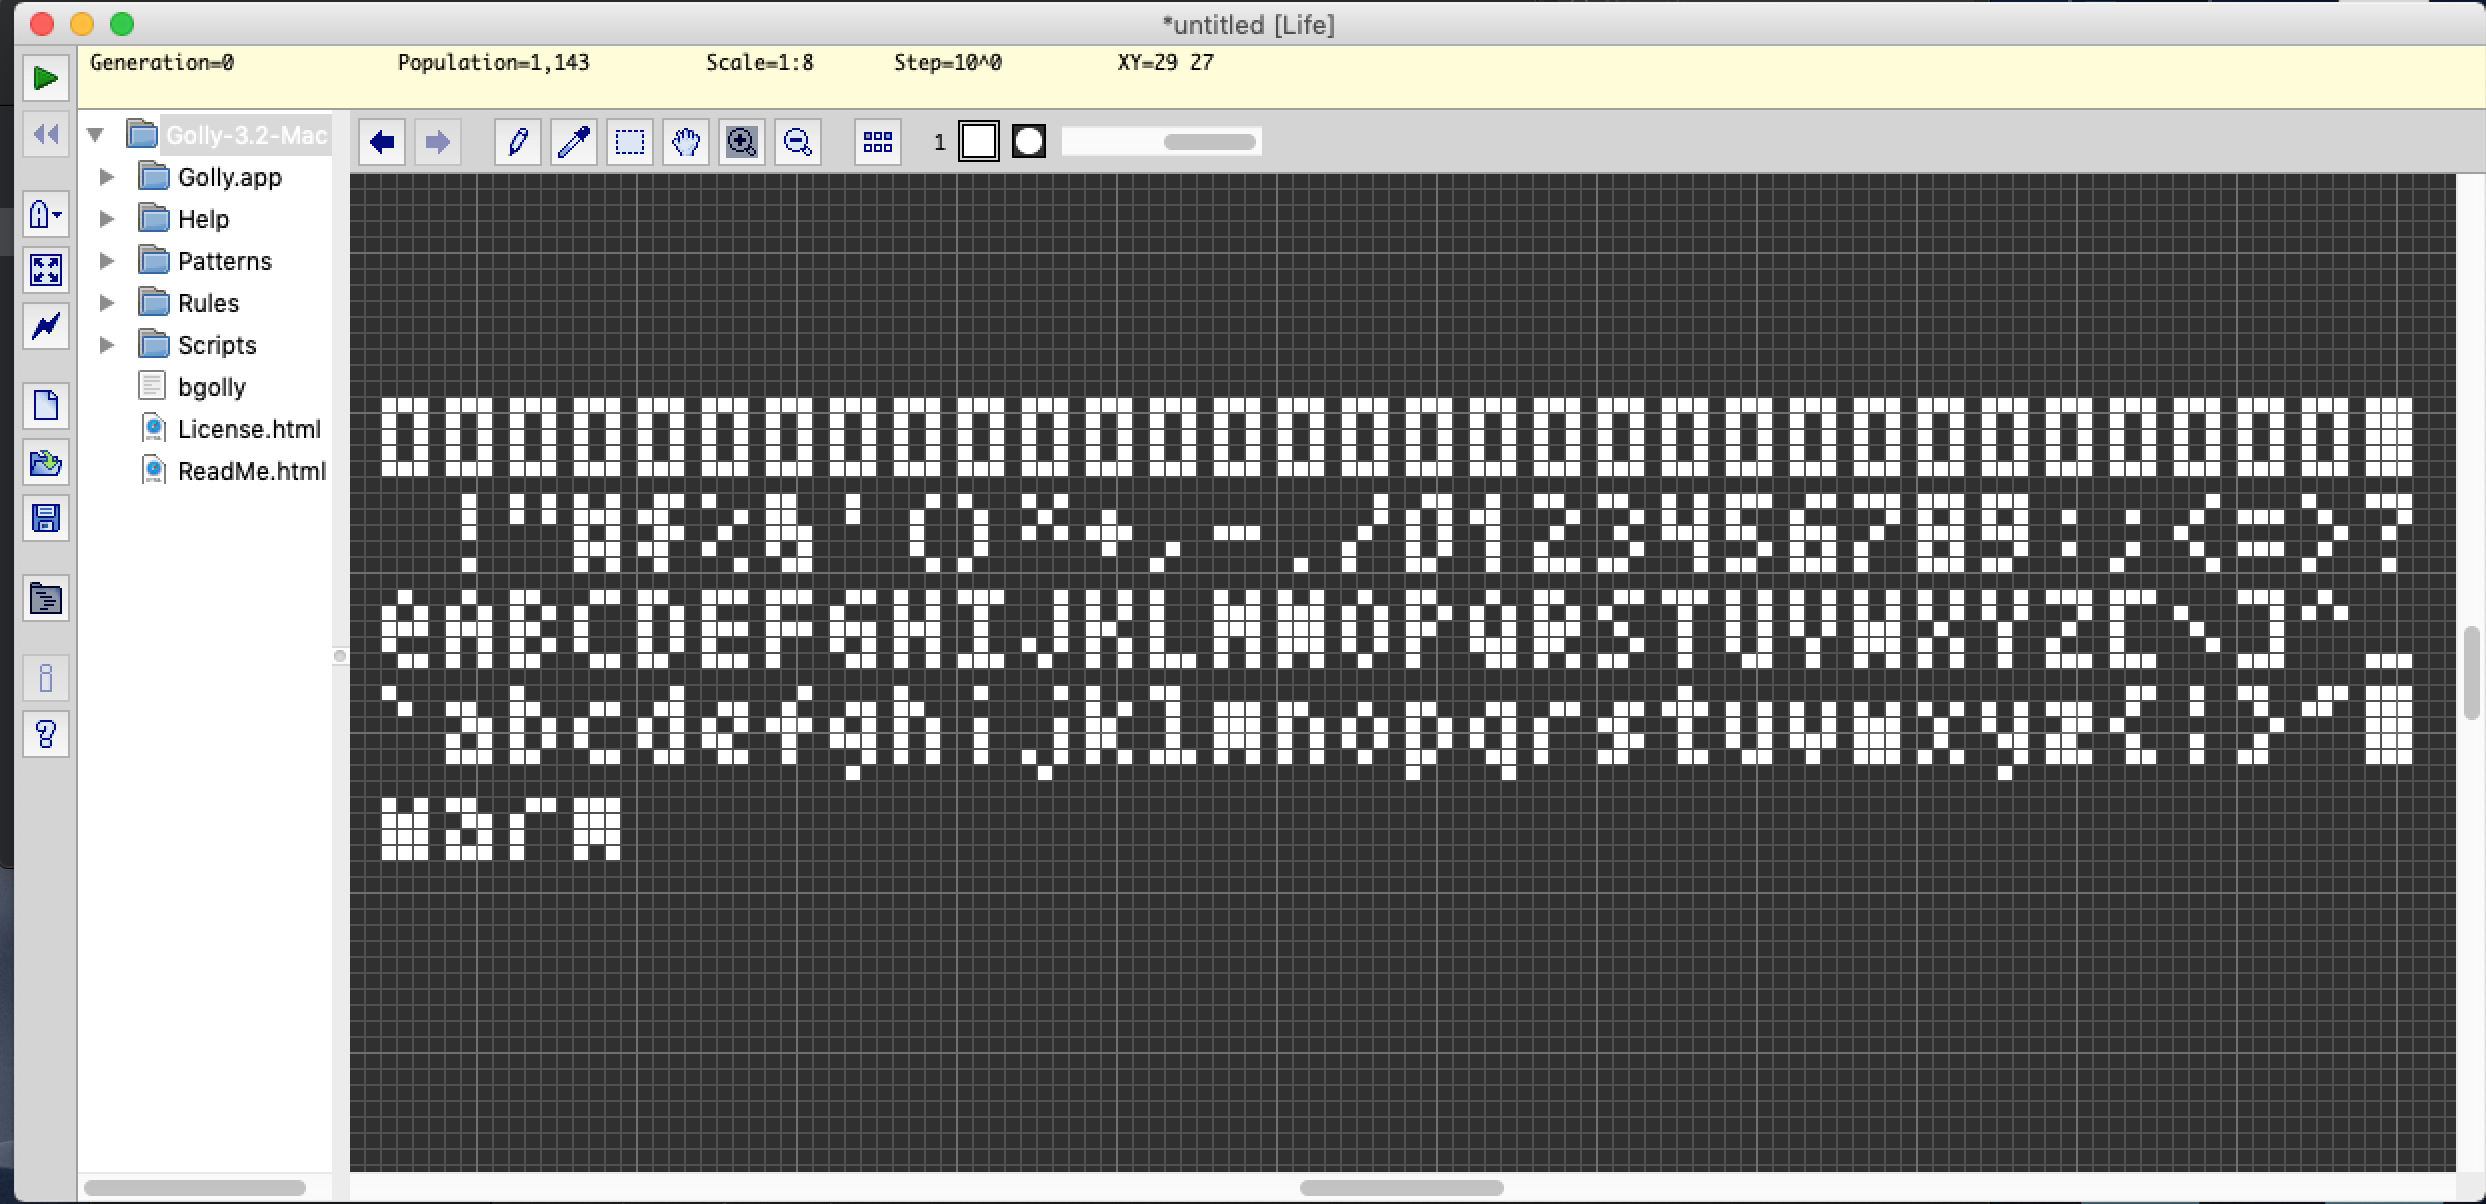 *untitled [Life]
Generation=0 Population=1,143 Scale=1:8 Step=10^0 XY=29 27
1
Golly-3.2-Mac
Golly.app
Help
Patterns
Rules
Scripts
bgolly
License.html
ReadMe.html
!"#$%&'()*+,-./0123456789:;<=>?
@ABCDEFGHIJKLMNOPQRSTUVWXYZ[\]^_
`abcdefghijklmnopqrstuvwxyz{|}~